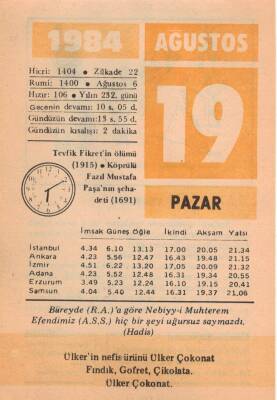 1984 AĞUSTOS
Hicri: 1404 • Zilkade 22
Rumi: 1400 • Ağustos 6
Hızır: 106 • Yılın 232. günü
Gecenin devamı: 10 s. 05 d.
Gündüzün devamı: 13 s. 55 d.
Gündüzün kısalışı: 2 dakika
19
Tevfik Fikret'in ölümü
(1915) • Köprülü
Fazıl Mustafa
Paşa'nın şeha-
deti (1691)
PAZAR
İmsak Güneş Öğle İkindi Akşam Yatsı
İstanbul 4.34 6.10 13.13 17.00 20.05 21.34
Ankara 4.23 5.56 12.47 16.43 19.48 21.15
İzmir 4.51 6.22 13.20 17.05 20.09 21.32
Adana 4.23 5.52 12.48 16.31 19.34 20.55
Erzurum 3.49 5.23 12.24 16.10 19.14 20.41
Samsun 4.04 5.40 12.44 16.31 19.37 21.06
Büreyde (R.A.)'a göre Nebiyy-i Muhterem
Efendimiz (A.S.S.) hiç bir şeyi uğursuz saymazdı.
(Hadis)
Ülker'in nefis ürünü Ülker Çokonat
Fındık, Gofret, Çikolata.
Ülker Çokonat.